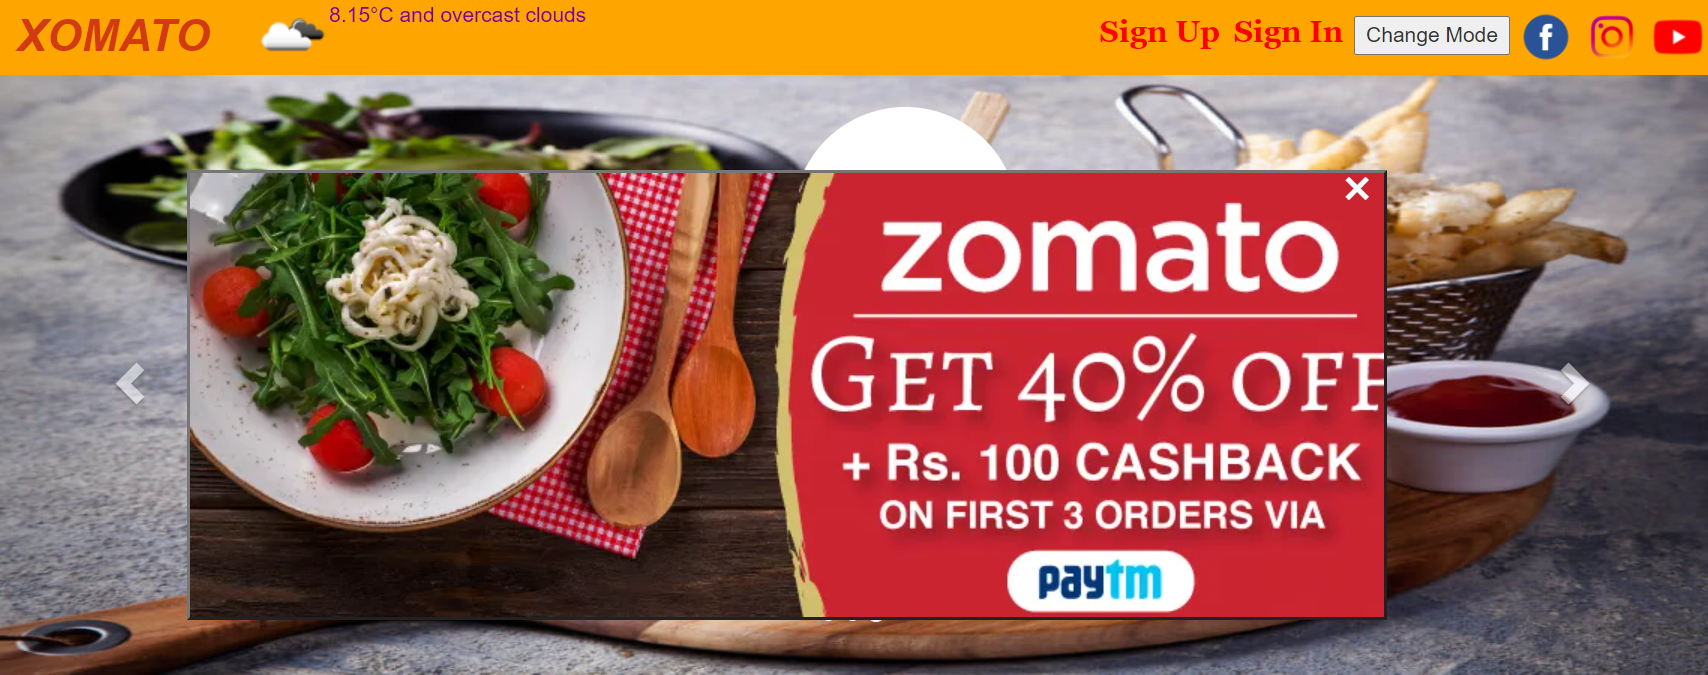 XOMATO
8.15°C and overcast clouds
Sign Up Sign In Change Mode
zomato
GET 40% OFF
+ Rs. 100 CASHBACK
ON FIRST 3 ORDERS VIA
paytm